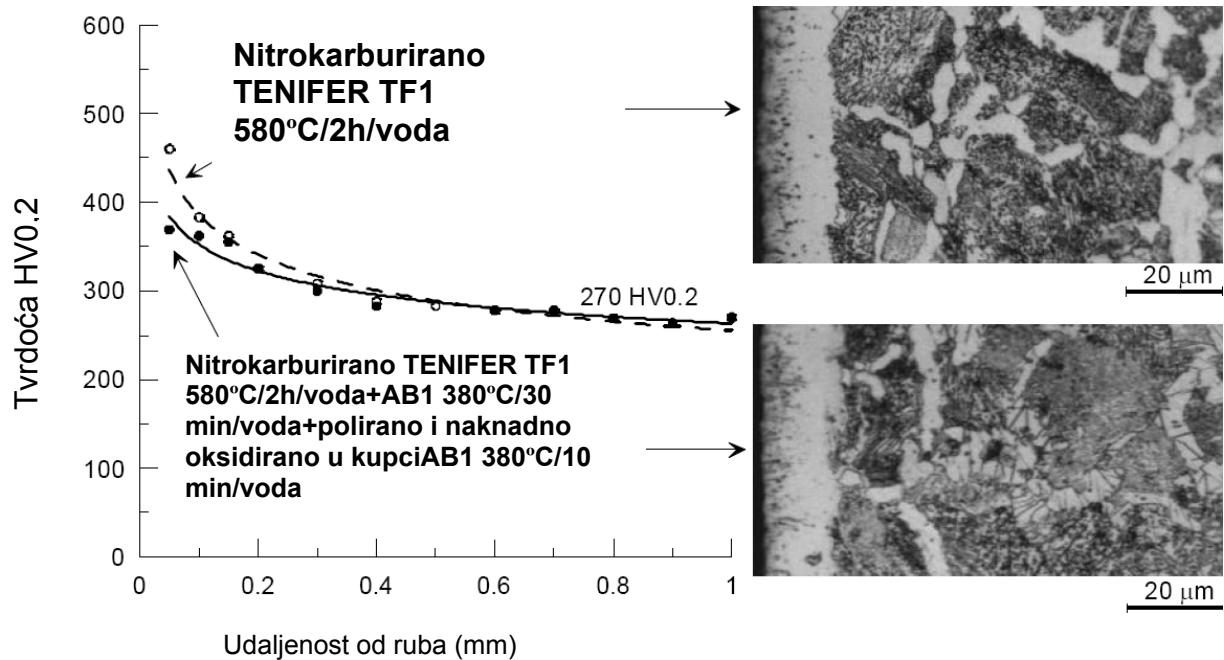 600
500
400
300
200
100
0
Tvrdoća HV0.2
Nitrokarburirano
TENIFER TF1
580ºC/2h/voda
270 HV0.2
Nitrokarburirano TENIFER TF1
580ºC/2h/voda+AB1 380ºC/30
min/voda+polirano i naknadno
oksidirano u kupciAB1 380ºC/10
min/voda
0
0.2
0.4
0.6
0.8
1
Udaljenost od ruba (mm)
20 μm
20 μm